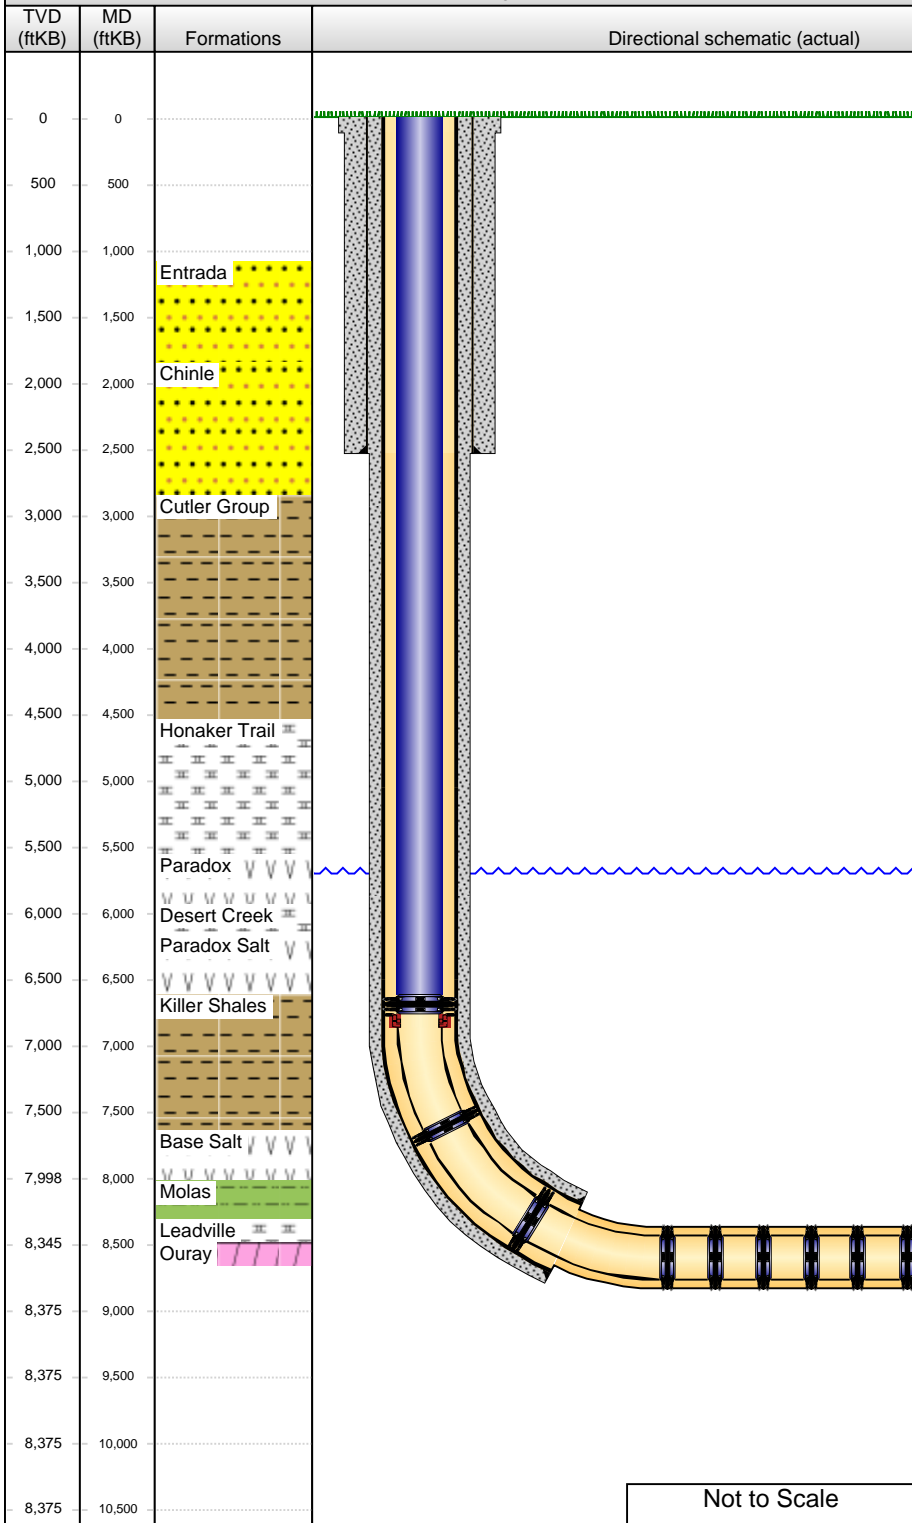 TVD (ftKB) MD (ftKB) Formations Directional schematic (actual)
0 0
500 500
1,000 1,000
Entrada
1,500 1,500
Chinle
2,000 2,000
2,500 2,500
Cutler Group
3,000 3,000
3,500 3,500
4,000 4,000
4,500 4,500
Honaker Trail
5,000 5,000
5,500 5,500
Paradox
6,000 6,000 Desert Creek
Paradox Salt
6,500 6,500
Killer Shales
7,000 7,000
7,500 7,500
Base Salt
7,998 8,000
Molas
Leadville
8,345 8,500
Ouray
8,375 9,000
8,375 9,500
8,375 10,000
8,375 10,500
Not to Scale